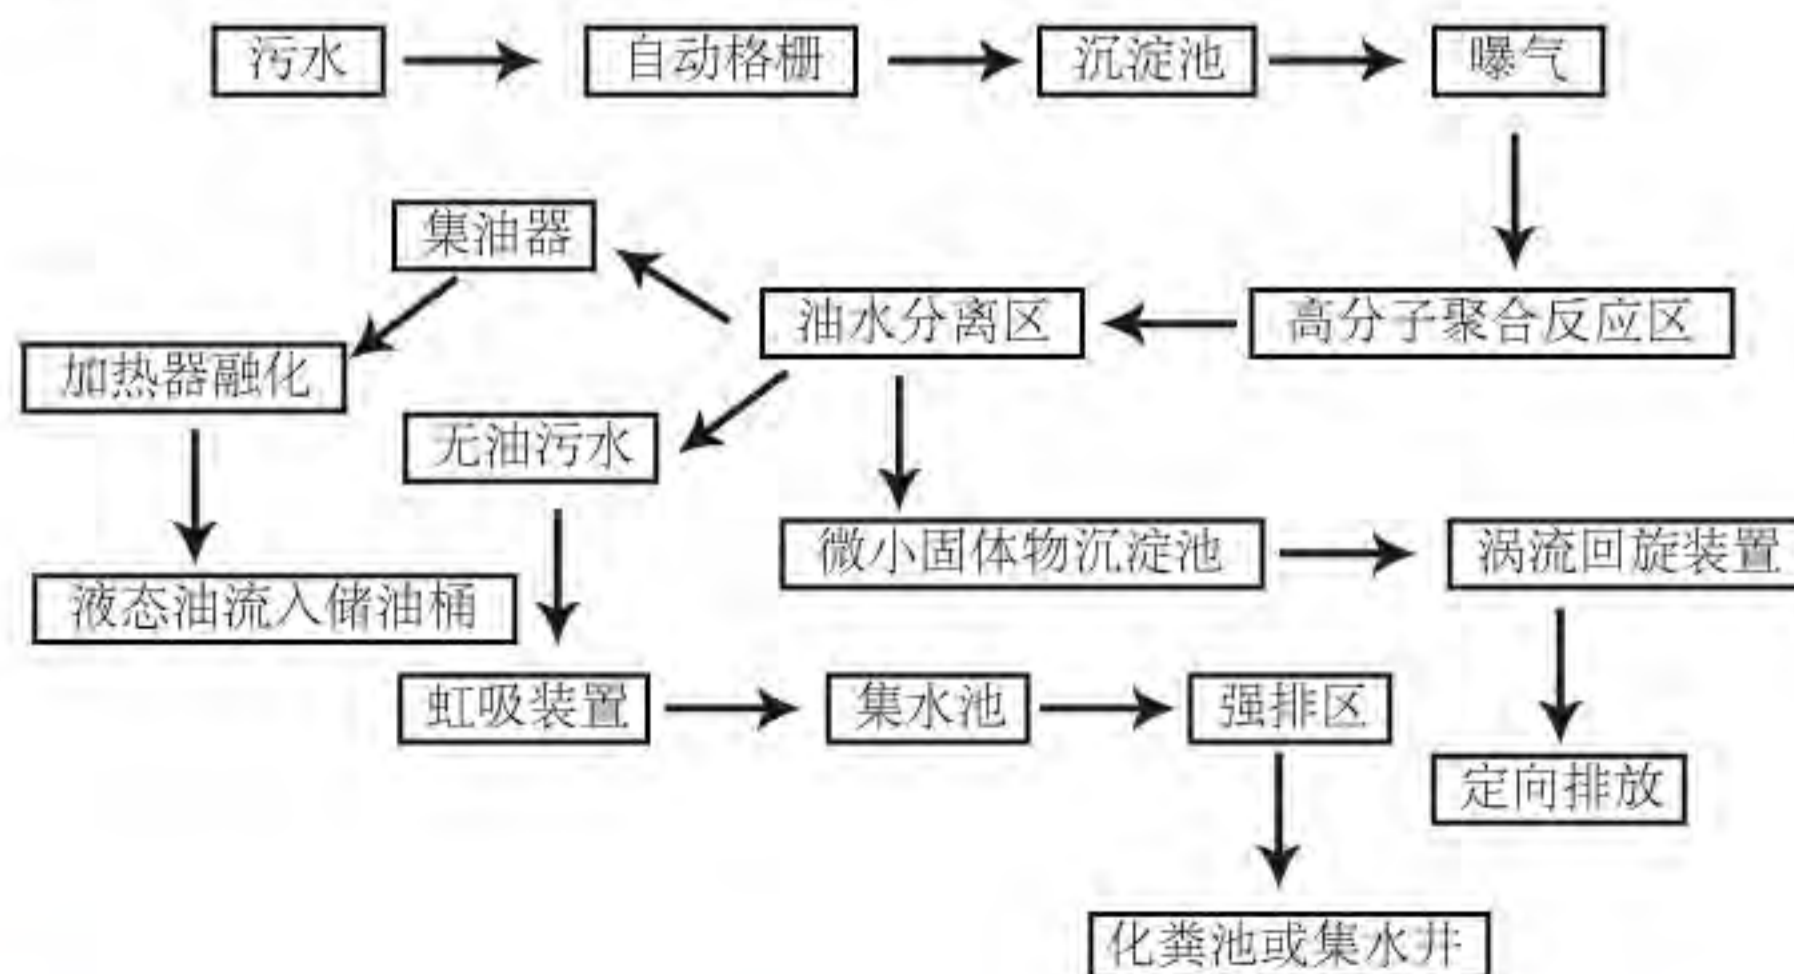 污水
自动格栅
沉淀池
曝气
集油器
油水分离区
高分子聚合反应区
加热器融化
无油污水
微小固体物沉淀池
涡流回旋装置
液态油流入储油桶
虹吸装置
集水池
强排区
定向排放
化粪池或集水井